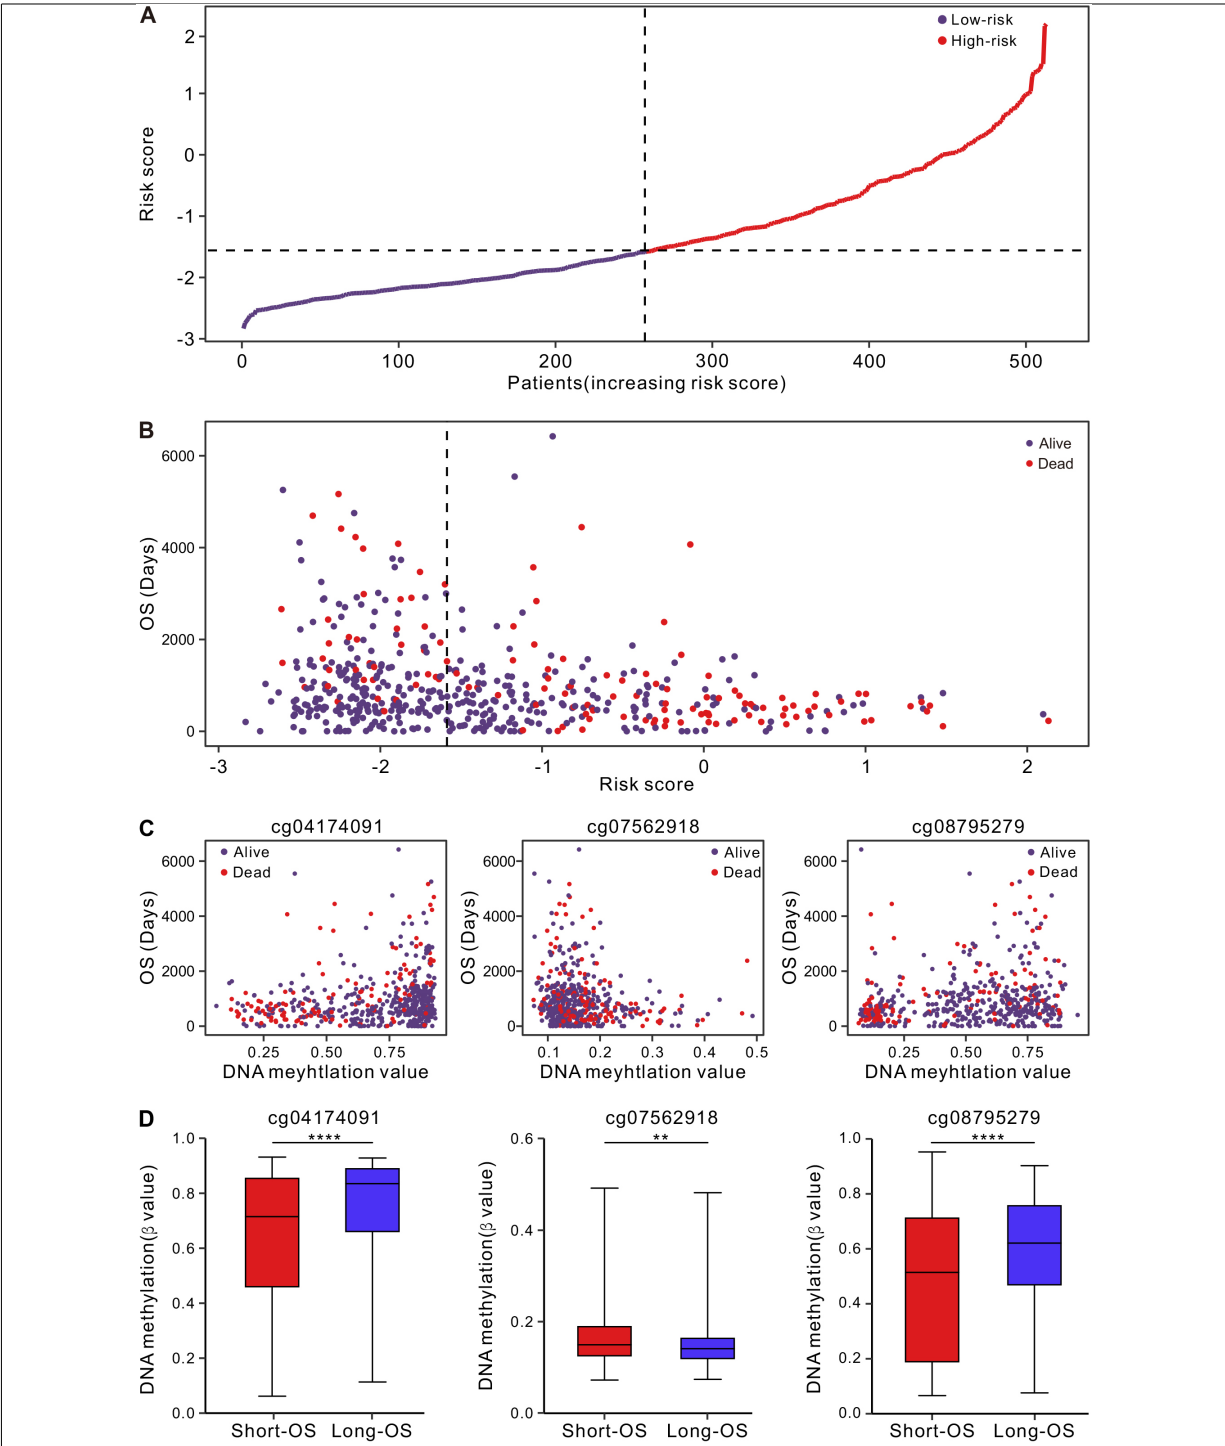 A
Low-risk
High-risk
2
1
0
-1
-2
-3
Risk score
0 100 200 300 400 500
Patients(increasing risk score)
B
Alive
Dead
6000
4000
2000
0
OS (Days)
-3 -2 -1 0 1 2
Risk score
C
cg04174091 cg07562918 cg08795279
Alive
Dead
6000
4000
2000
0
OS (Days)
0.25 0.50 0.75
DNA meyhtlation value
Alive
Dead
6000
4000
2000
0
OS (Days)
0.1 0.2 0.3 0.4 0.5
DNA meyhtlation value
Alive
Dead
6000
4000
2000
0
OS (Days)
0.25 0.50 0.75
DNA meyhtlation value
D
cg04174091
****
1.0
0.8
0.6
0.4
0.2
0.0
DNA methylation(β value)
Short-OS Long-OS
cg07562918
**
0.6
0.4
0.2
0.0
DNA methylation(β value)
Short-OS Long-OS
cg08795279
****
1.0
0.8
0.6
0.4
0.2
0.0
DNA methylation(β value)
Short-OS Long-OS